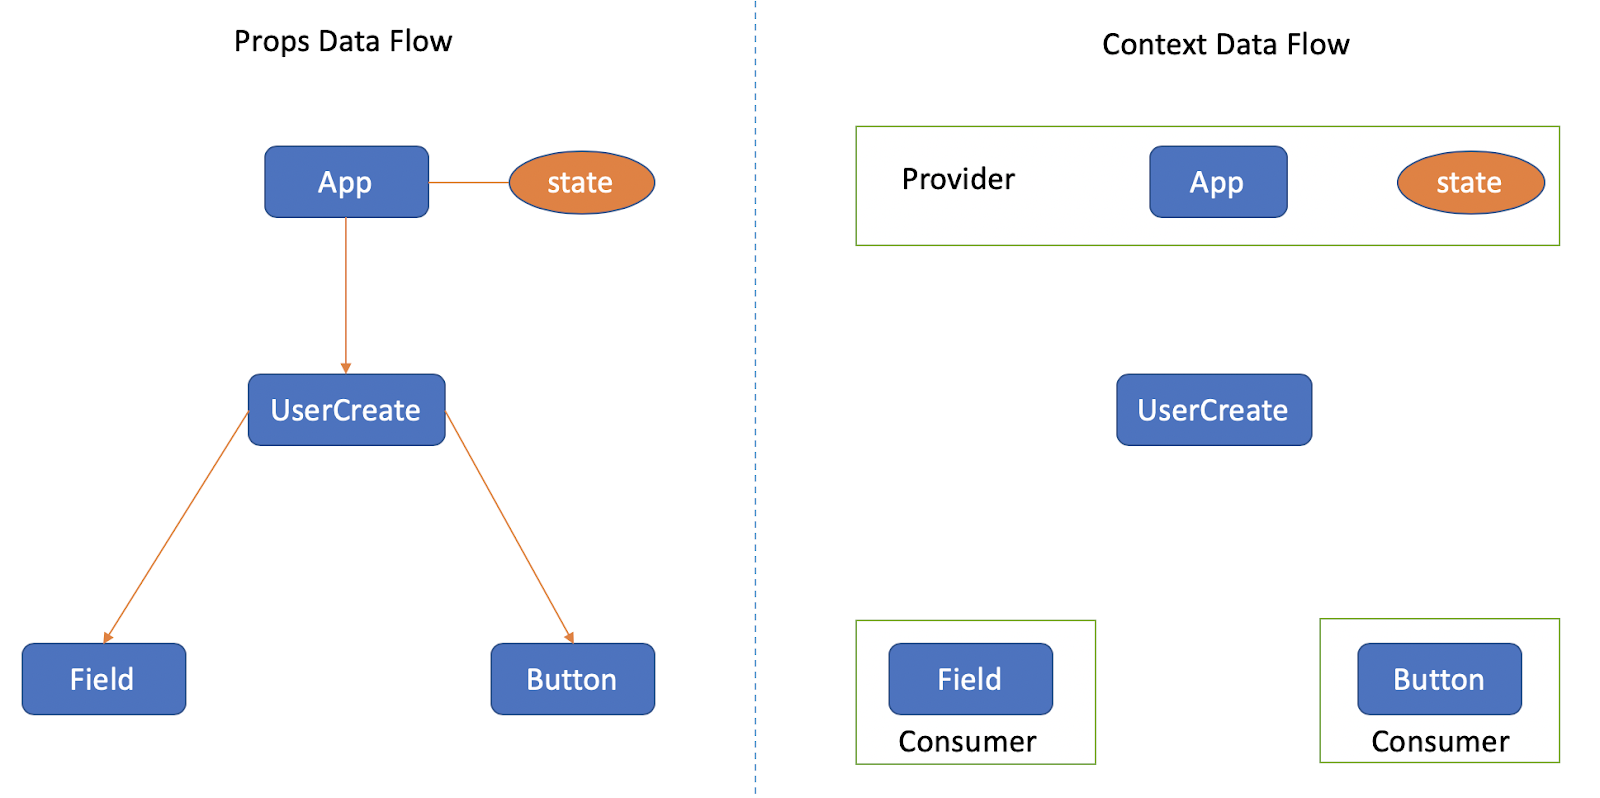 Props Data Flow
App
state
UserCreate
Field
Button
Context Data Flow
Provider
App
state
UserCreate
Field
Consumer
Button
Consumer